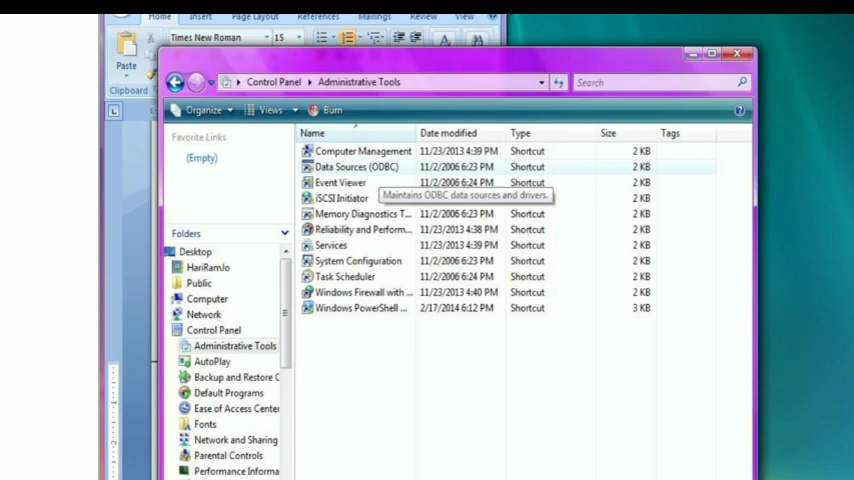 Home Insert Page Layout References Mailings Review View
Times New Roman 15
Paste
Clipboard
Control Panel Administrative Tools Search
Organize Views Burn
Favorite Links
(Empty)
Folders
Desktop
HariRamJo
Public
Computer
Network
Control Panel
Administrative Tools
AutoPlay
Backup and Restore C
Default Programs
Ease of Access Center
Fonts
Network and Sharing
Parental Controls
Performance Informa
Name Date modified Type Size Tags
Computer Management 11/23/2013 4:39 PM Shortcut 2 KB
Data Sources (ODBC) 11/2/2006 6:23 PM Shortcut 2 KB
Event Viewer 11/2/2006 6:24 PM Shortcut 2 KB
iSCSI Initiator 2 KB
Maintains ODBC data sources and drivers.
Memory Diagnostics T... 11/2/2006 6:23 PM Shortcut 2 KB
Reliability and Perform... 11/23/2013 4:38 PM Shortcut 2 KB
Services 11/23/2013 4:39 PM Shortcut 2 KB
System Configuration 11/2/2006 6:23 PM Shortcut 2 KB
Task Scheduler 11/2/2006 6:24 PM Shortcut 2 KB
Windows Firewall with ... 11/23/2013 4:40 PM Shortcut 2 KB
Windows PowerShell ... 2/17/2014 6:12 PM Shortcut 3 KB